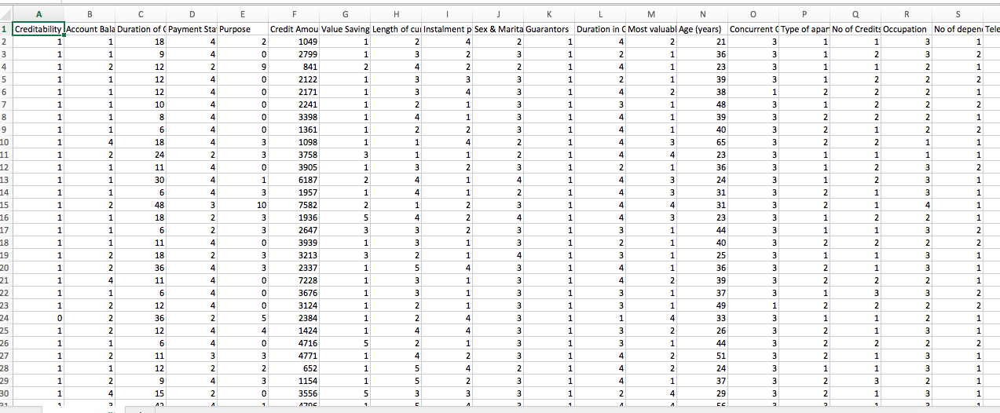 A B C D E F G H I J K L M N O P Q R S
1 Creditability Account Bala Duration of C Payment Sta Purpose Credit Amou Value Saving Length of cur Instalment p Sex & Marita Guarantors Duration in C Most valuabl Age (years) Concurrent C Type of apar No of Credits Occupation No of depen Tele
2 1 1 18 4 2 1049 1 2 4 2 1 4 2 21 3 1 1 3 1
3 1 1 9 4 0 2799 1 3 2 3 1 2 1 36 3 1 2 3 2
4 1 2 12 2 9 841 2 4 2 2 1 4 1 23 3 1 1 2 1
5 1 1 12 4 0 2122 1 3 3 3 1 2 1 39 3 1 2 2 2
6 1 1 12 4 0 2171 1 3 4 3 1 4 2 38 1 2 2 2 1
7 1 1 10 4 0 2241 1 2 1 3 1 3 1 48 3 1 2 2 2
8 1 1 8 4 0 3398 1 4 1 3 1 4 1 39 3 2 2 2 1
9 1 1 6 4 0 1361 1 2 2 3 1 4 1 40 3 2 1 2 2
10 1 4 18 4 3 1098 1 1 4 2 1 4 3 65 3 2 2 1 1
11 1 2 24 2 3 3758 3 1 1 2 1 4 4 23 3 1 1 1 1
12 1 1 11 4 0 3905 1 3 2 3 1 2 1 36 3 1 2 3 2
13 1 1 30 4 1 6187 2 4 1 4 1 4 3 24 3 1 2 3 1
14 1 1 6 4 3 1957 1 4 1 2 1 4 3 31 3 2 1 3 1
15 1 2 48 3 10 7582 2 1 2 3 1 4 4 31 3 2 1 4 1
16 1 1 18 2 3 1936 5 4 2 4 1 4 3 23 3 1 2 2 1
17 1 1 6 2 3 2647 3 3 2 3 1 3 1 44 3 1 1 3 2
18 1 1 11 4 0 3939 1 3 1 3 1 2 1 40 3 2 2 2 2
19 1 2 18 2 3 3213 3 2 1 4 1 3 1 25 3 1 1 3 1
20 1 2 36 4 3 2337 1 5 4 3 1 4 1 36 3 2 1 3 1
21 1 4 11 4 0 7228 1 3 1 3 1 4 2 39 3 2 2 2 1
22 1 1 6 4 0 3676 1 3 1 3 1 3 1 37 3 1 3 3 2
23 1 2 12 4 0 3124 1 2 1 3 1 3 1 49 1 2 2 2 2
24 0 2 36 2 5 2384 1 2 4 3 1 1 4 33 3 1 1 2 1
25 1 2 12 4 4 1424 1 4 4 3 1 3 2 26 3 2 1 3 1
26 1 1 6 4 0 4716 5 2 1 3 1 3 1 44 3 2 2 2 2
27 1 2 11 3 3 4771 1 4 2 3 1 4 2 51 3 2 1 3 1
28 1 1 12 2 2 652 1 5 4 2 1 4 2 24 3 1 1 3 1
29 1 2 9 4 3 1154 1 5 2 3 1 4 1 37 3 2 3 2 1
30 1 4 15 2 0 3556 5 3 3 3 1 2 4 29 3 2 1 3 1